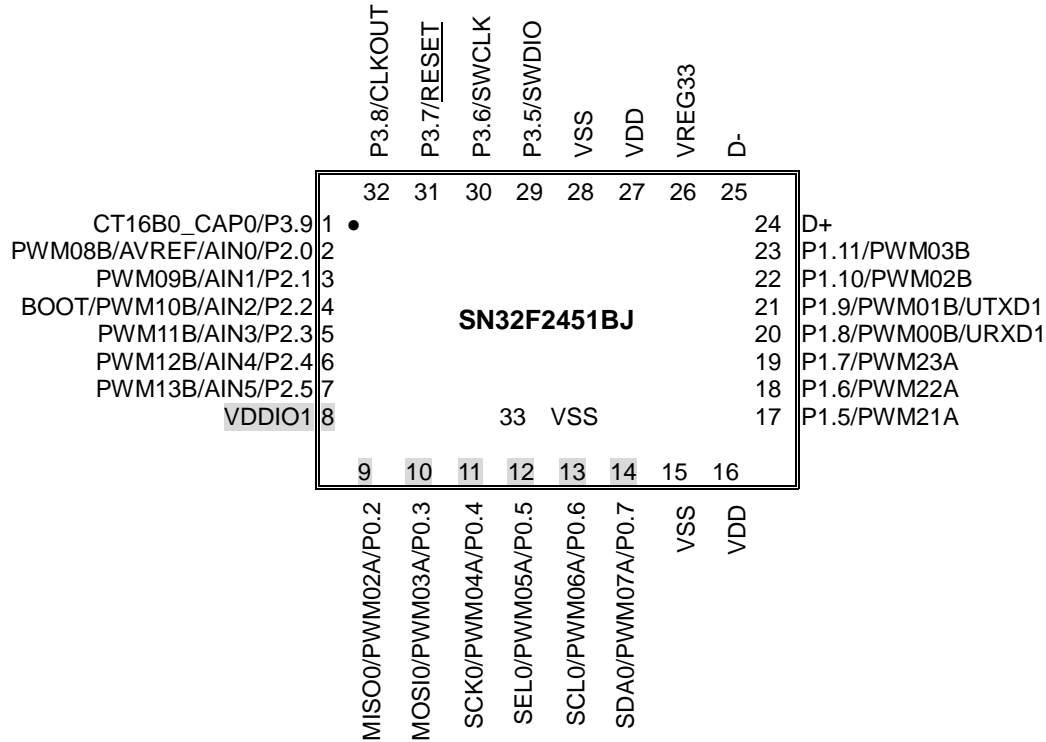 P3.8/CLKOUT
P3.7/RESET
P3.6/SWCLK
P3.5/SWDIO
VSS
VDD
VREG33
D-
32 31 30 29 28 27 26 25
CT16B0_CAP0/P3.9 1 ● 24 D+
PWM08B/AVREF/AIN0/P2.0 2 23 P1.11/PWM03B
PWM09B/AIN1/P2.1 3 22 P1.10/PWM02B
BOOT/PWM10B/AIN2/P2.2 4 SN32F2451BJ 21 P1.9/PWM01B/UTXD1
PWM11B/AIN3/P2.3 5 20 P1.8/PWM00B/URXD1
PWM12B/AIN4/P2.4 6 19 P1.7/PWM23A
PWM13B/AIN5/P2.5 7 18 P1.6/PWM22A
VDDIO1 8 33 VSS 17 P1.5/PWM21A
9 10 11 12 13 14 15 16
MISO0/PWM02A/P0.2
MOSI0/PWM03A/P0.3
SCK0/PWM04A/P0.4
SEL0/PWM05A/P0.5
SCL0/PWM06A/P0.6
SDA0/PWM07A/P0.7
VSS
VDD